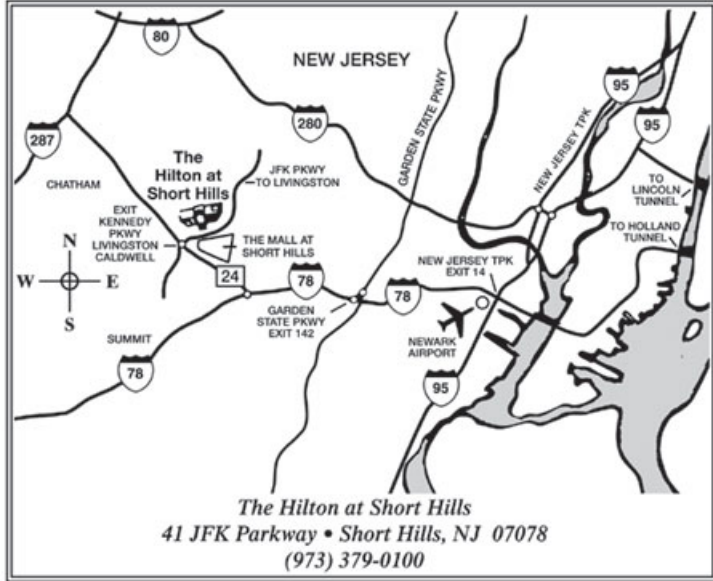 80
NEW JERSEY
95
95
287
280
GARDEN STATE PKWY
NEW JERSEY TPK
The
Hilton at
Short Hills
JFK PKWY
TO LIVINGSTON
CHATHAM
TO
LINCOLN
TUNNEL
EXIT
KENNEDY
PKWY
LIVINGSTON
CALDWELL
TO HOLLAND
TUNNEL
THE MALL AT
SHORT HILLS
N
W
E
S
24
78
78
NEW JERSEY TPK
EXIT 14
GARDEN
STATE PKWY
EXIT 142
NEWARK
AIRPORT
SUMMIT
78
95
The Hilton at Short Hills
41 JFK Parkway • Short Hills, NJ 07078
(973) 379-0100